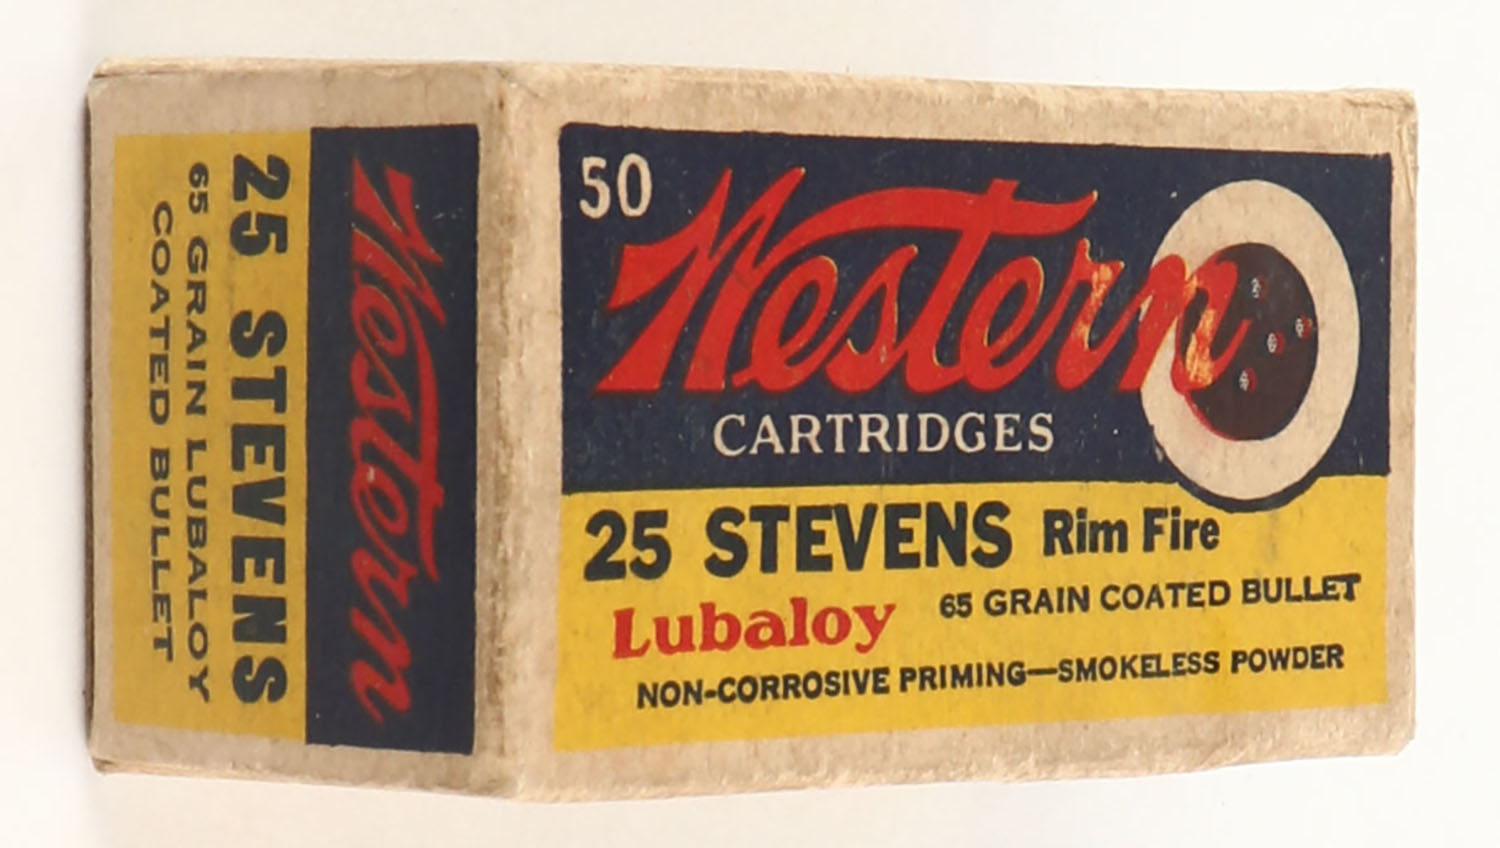 50
Western
CARTRIDGES
25 STEVENS Rim Fire
Lubaloy 65 GRAIN COATED BULLET
NON-CORROSIVE PRIMING—SMOKELESS POWDER
Western
25 STEVENS
65 GRAIN LUBALOY
COATED BULLET